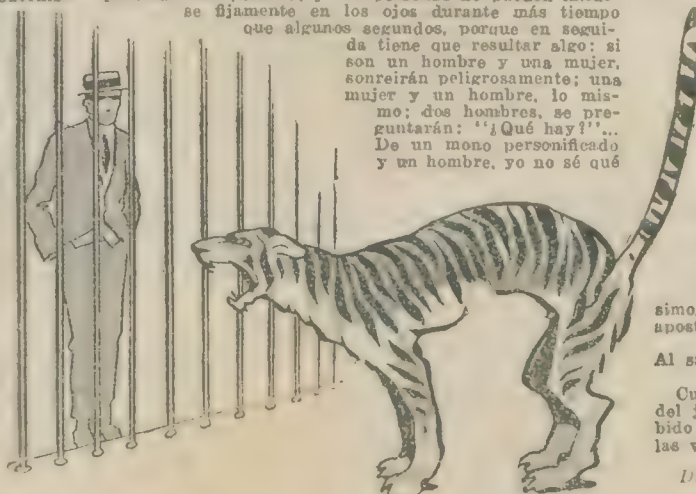 se fijamente en los ojos durante más tiempo
que algunos segundos, porque en segui-
da tiene que resultar algo: si
son un hombre y una mujer,
sonreirán peligrosamente; una
mujer y un hombre, lo mis-
mo; dos hombres, se pre-
guntarán: "¿Qué hay?"...
De un mono personificado
y un hombre, yo no sé qué
simo
apost
Al s
Cu
del
bido
las v
D